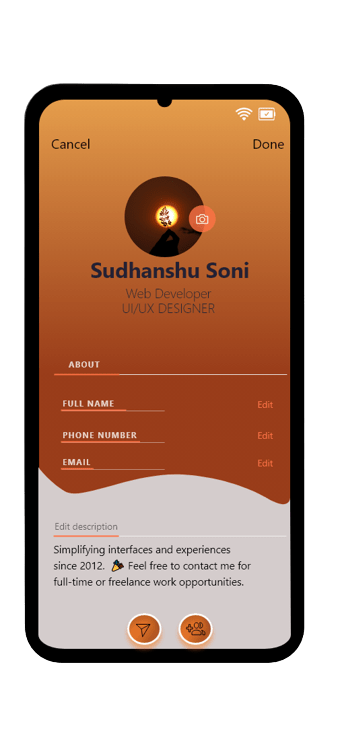 Cancel Done
Sudhanshu Soni
Web Developer
UI/UX DESIGNER
ABOUT
FULL NAME Edit
PHONE NUMBER Edit
EMAIL Edit
Edit description
Simplifying interfaces and experiences
since 2012. 🎉 Feel free to contact me for
full-time or freelance work opportunities.